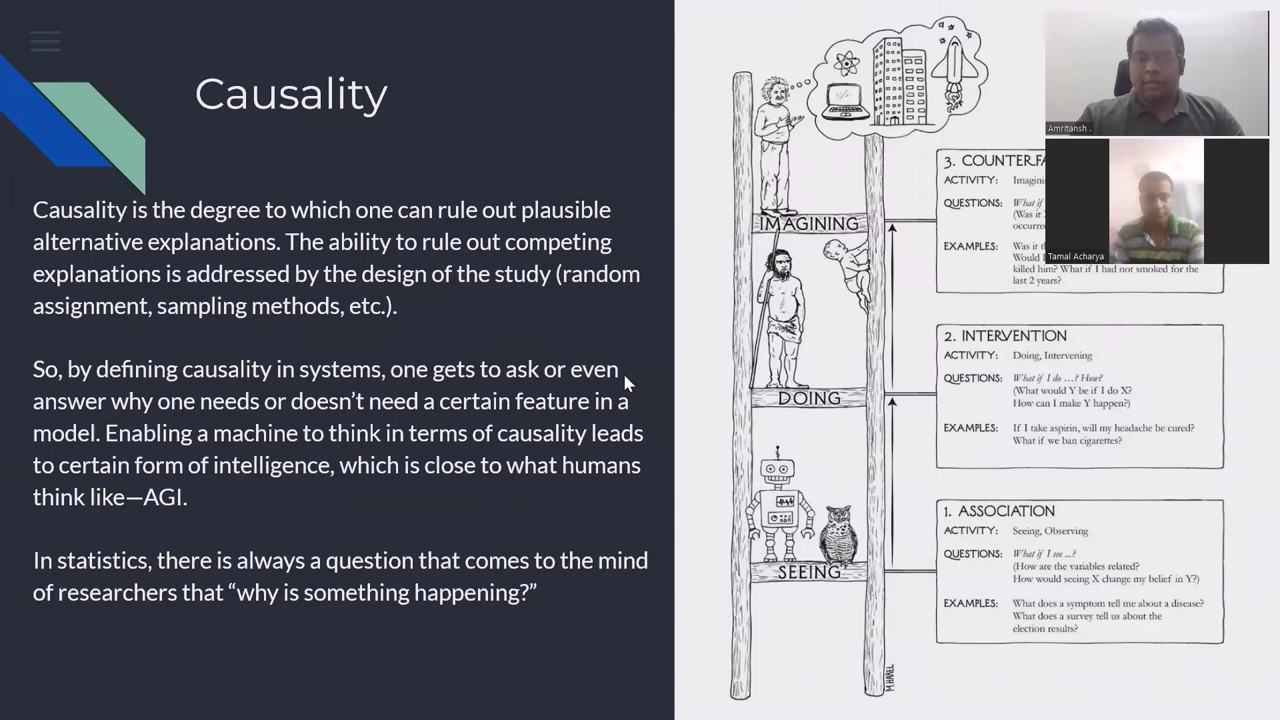 Causality
Causality is the degree to which one can rule out plausible
alternative explanations. The ability to rule out competing
explanations is addressed by the design of the study (random
assignment, sampling methods, etc.).
So, by defining causality in systems, one gets to ask or even
answer why one needs or doesn’t need a certain feature in a
model. Enabling a machine to think in terms of causality leads
to certain form of intelligence, which is close to what humans
think like—AGI.
In statistics, there is always a question that comes to the mind
of researchers that “why is something happening?”
IMAGINING
DOING
SEEING
M.HAREL
3. COUNTERFA
ACTIVITY: Imagini
QUESTIONS: What if
(Was it
occurre
EXAMPLES: Was it t
Would
killed him? What if I had not smoked for the
last 2 years?
2. INTERVENTION
ACTIVITY: Doing, Intervening
QUESTIONS: What if I do ...? How?
(What would Y be if I do X?
How can I make Y happen?)
EXAMPLES: If I take aspirin, will my headache be cured?
What if we ban cigarettes?
1. ASSOCIATION
ACTIVITY: Seeing, Observing
QUESTIONS: What if I see ...?
(How are the variables related?
How would seeing X change my belief in Y?)
EXAMPLES: What does a symptom tell me about a disease?
What does a survey tell us about the
election results?
Amritansh .
Tamal Acharya